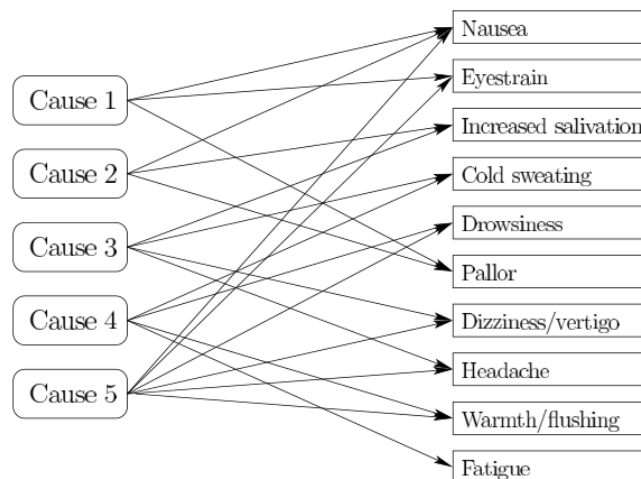 Cause 1
Cause 2
Cause 3
Cause 4
Cause 5
Nausea
Eyestrain
Increased salivation
Cold sweating
Drowsiness
Pallor
Dizziness/vertigo
Headache
Warmth/flushing
Fatigue